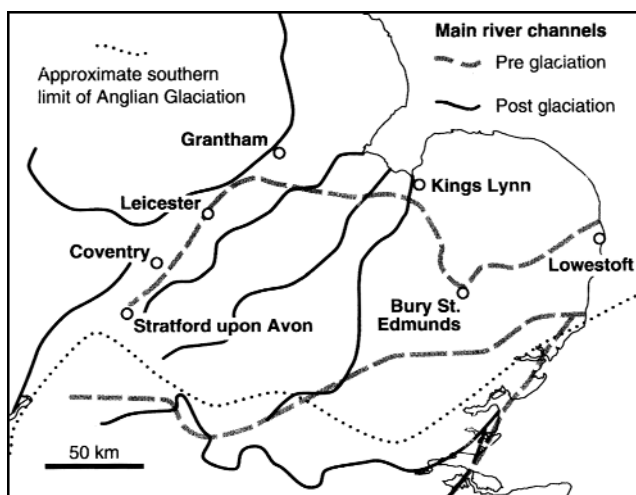 Main river channels
Pre glaciation
Post glaciation
Approximate southern
limit of Anglian Glaciation
Grantham
Kings Lynn
Leicester
Coventry
Lowestoft
Bury St.
Edmunds
Stratford upon Avon
50 km